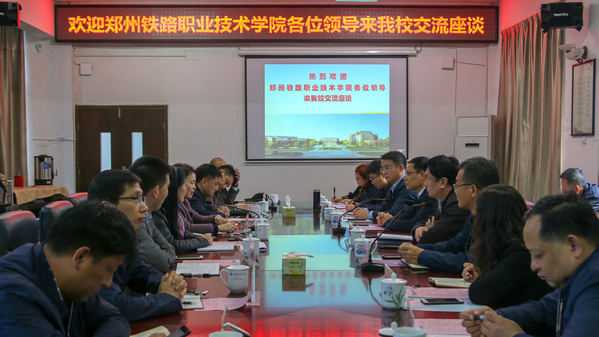 欢迎郑州铁路职业技术学院各位领导来我校交流座谈
热烈欢迎
郑州铁路职业技术学院各位领导
来我校交流座谈